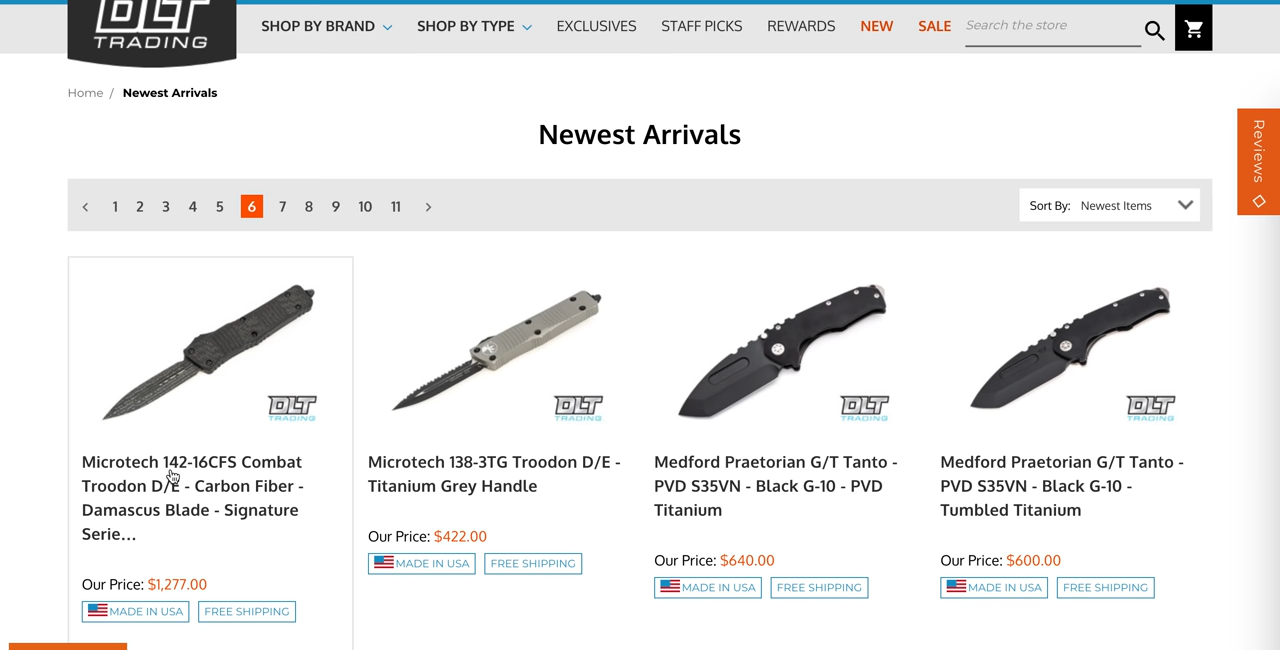 DLT
TRADING
SHOP BY BRAND
SHOP BY TYPE
EXCLUSIVES
STAFF PICKS
REWARDS
NEW
SALE
Search the store
Home / Newest Arrivals
Newest Arrivals
< 1 2 3 4 5 6 7 8 9 10 11 >
Sort By: Newest Items
Reviews
DLT
TRADING
Microtech 142-16CFS Combat
Troodon D/E - Carbon Fiber -
Damascus Blade - Signature
Serie...
Our Price: $1,277.00
MADE IN USA
FREE SHIPPING
DLT
TRADING
Microtech 138-3TG Troodon D/E -
Titanium Grey Handle
Our Price: $422.00
MADE IN USA
FREE SHIPPING
DLT
TRADING
Medford Praetorian G/T Tanto -
PVD S35VN - Black G-10 - PVD
Titanium
Our Price: $640.00
MADE IN USA
FREE SHIPPING
DLT
TRADING
Medford Praetorian G/T Tanto -
PVD S35VN - Black G-10 -
Tumbled Titanium
Our Price: $600.00
MADE IN USA
FREE SHIPPING